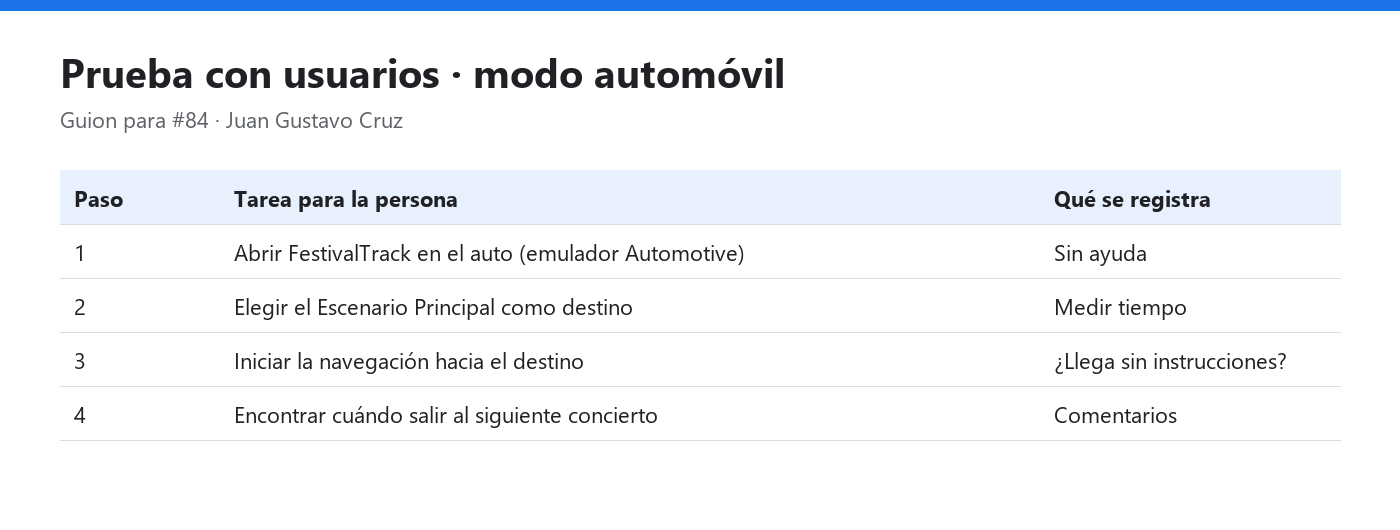 Prueba con usuarios · modo automóvil
Guion para #84 · Juan Gustavo Cruz
Paso Tarea para la persona Qué se registra
1 Abrir FestivalTrack en el auto (emulador Automotive) Sin ayuda
2 Elegir el Escenario Principal como destino Medir tiempo
3 Iniciar la navegación hacia el destino ¿Llega sin instrucciones?
4 Encontrar cuándo salir al siguiente concierto Comentarios